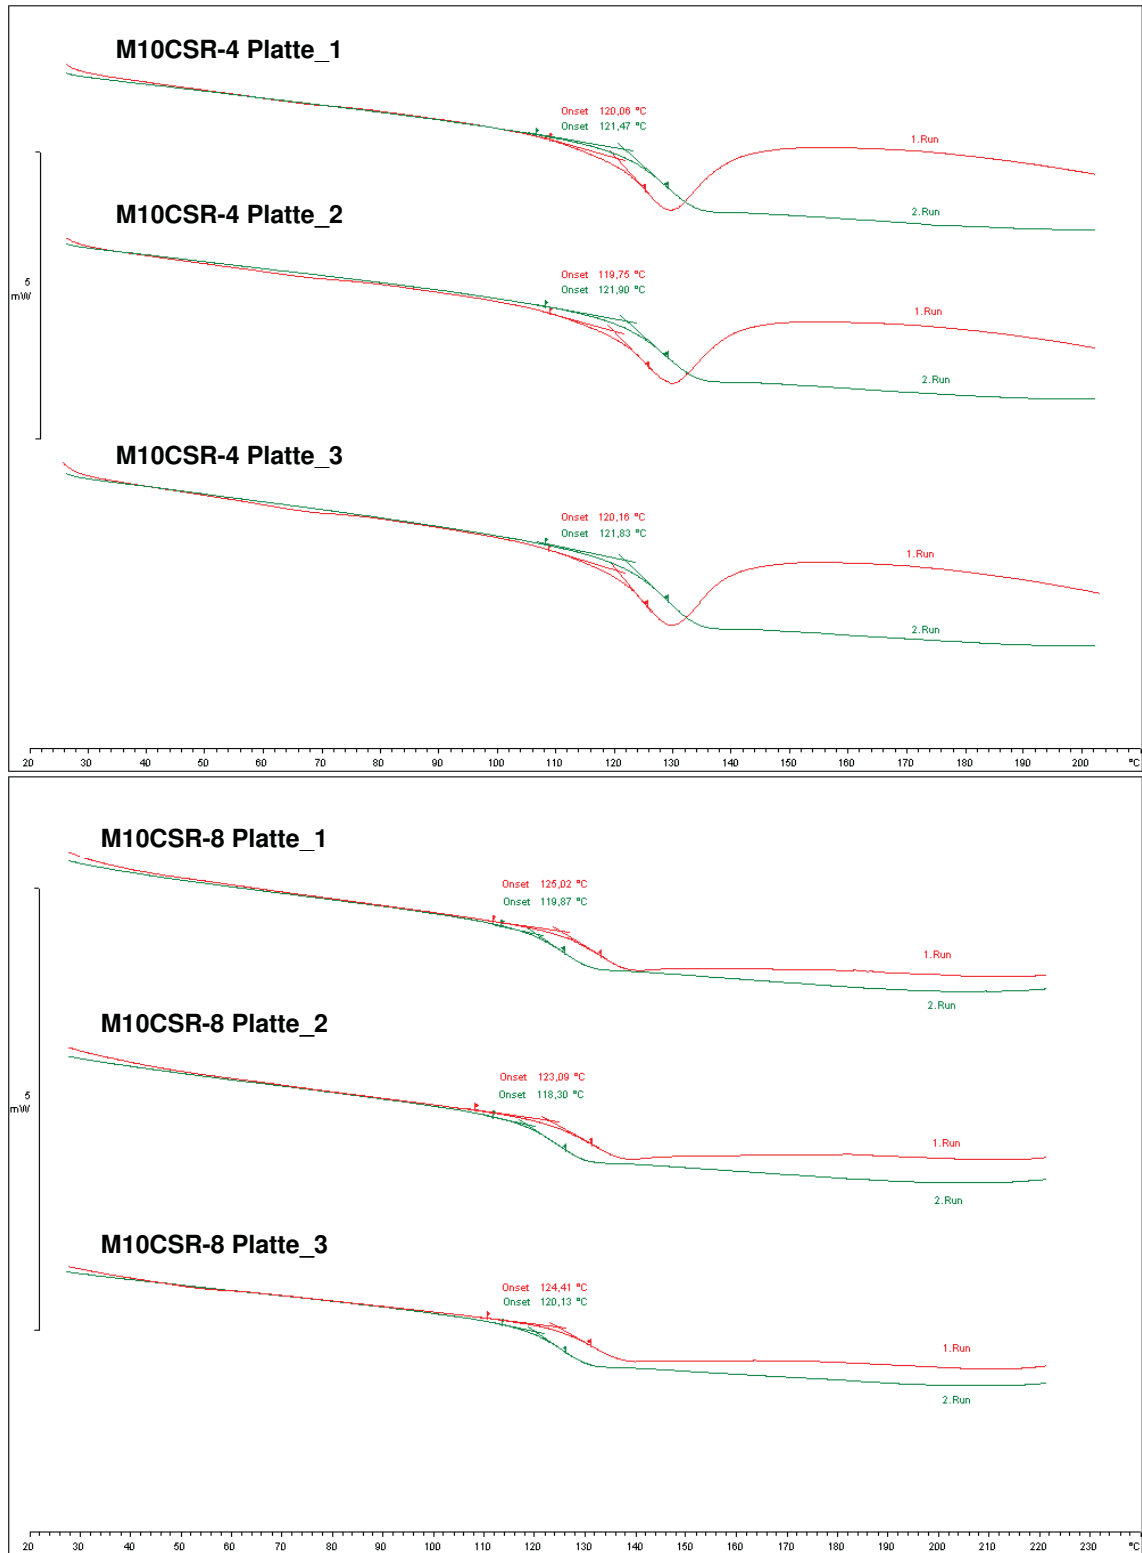 M10CSR-4 Platte_1
Onset 120,06 °C
Onset 121,47 °C
1.Run
2.Run
M10CSR-4 Platte_2
Onset 119,75 °C
Onset 121,90 °C
1.Run
2.Run
5
mW
M10CSR-4 Platte_3
Onset 120,16 °C
Onset 121,83 °C
1.Run
2.Run
20 30 40 50 60 70 80 90 100 110 120 130 140 150 160 170 180 190 200 °C
M10CSR-8 Platte_1
Onset 125,02 °C
Onset 119,87 °C
1.Run
2.Run
M10CSR-8 Platte_2
Onset 123,09 °C
Onset 118,30 °C
5
mW
1.Run
2.Run
M10CSR-8 Platte_3
Onset 124,41 °C
Onset 120,13 °C
1.Run
2.Run
20 30 40 50 60 70 80 90 100 110 120 130 140 150 160 170 180 190 200 210 220 230 °C